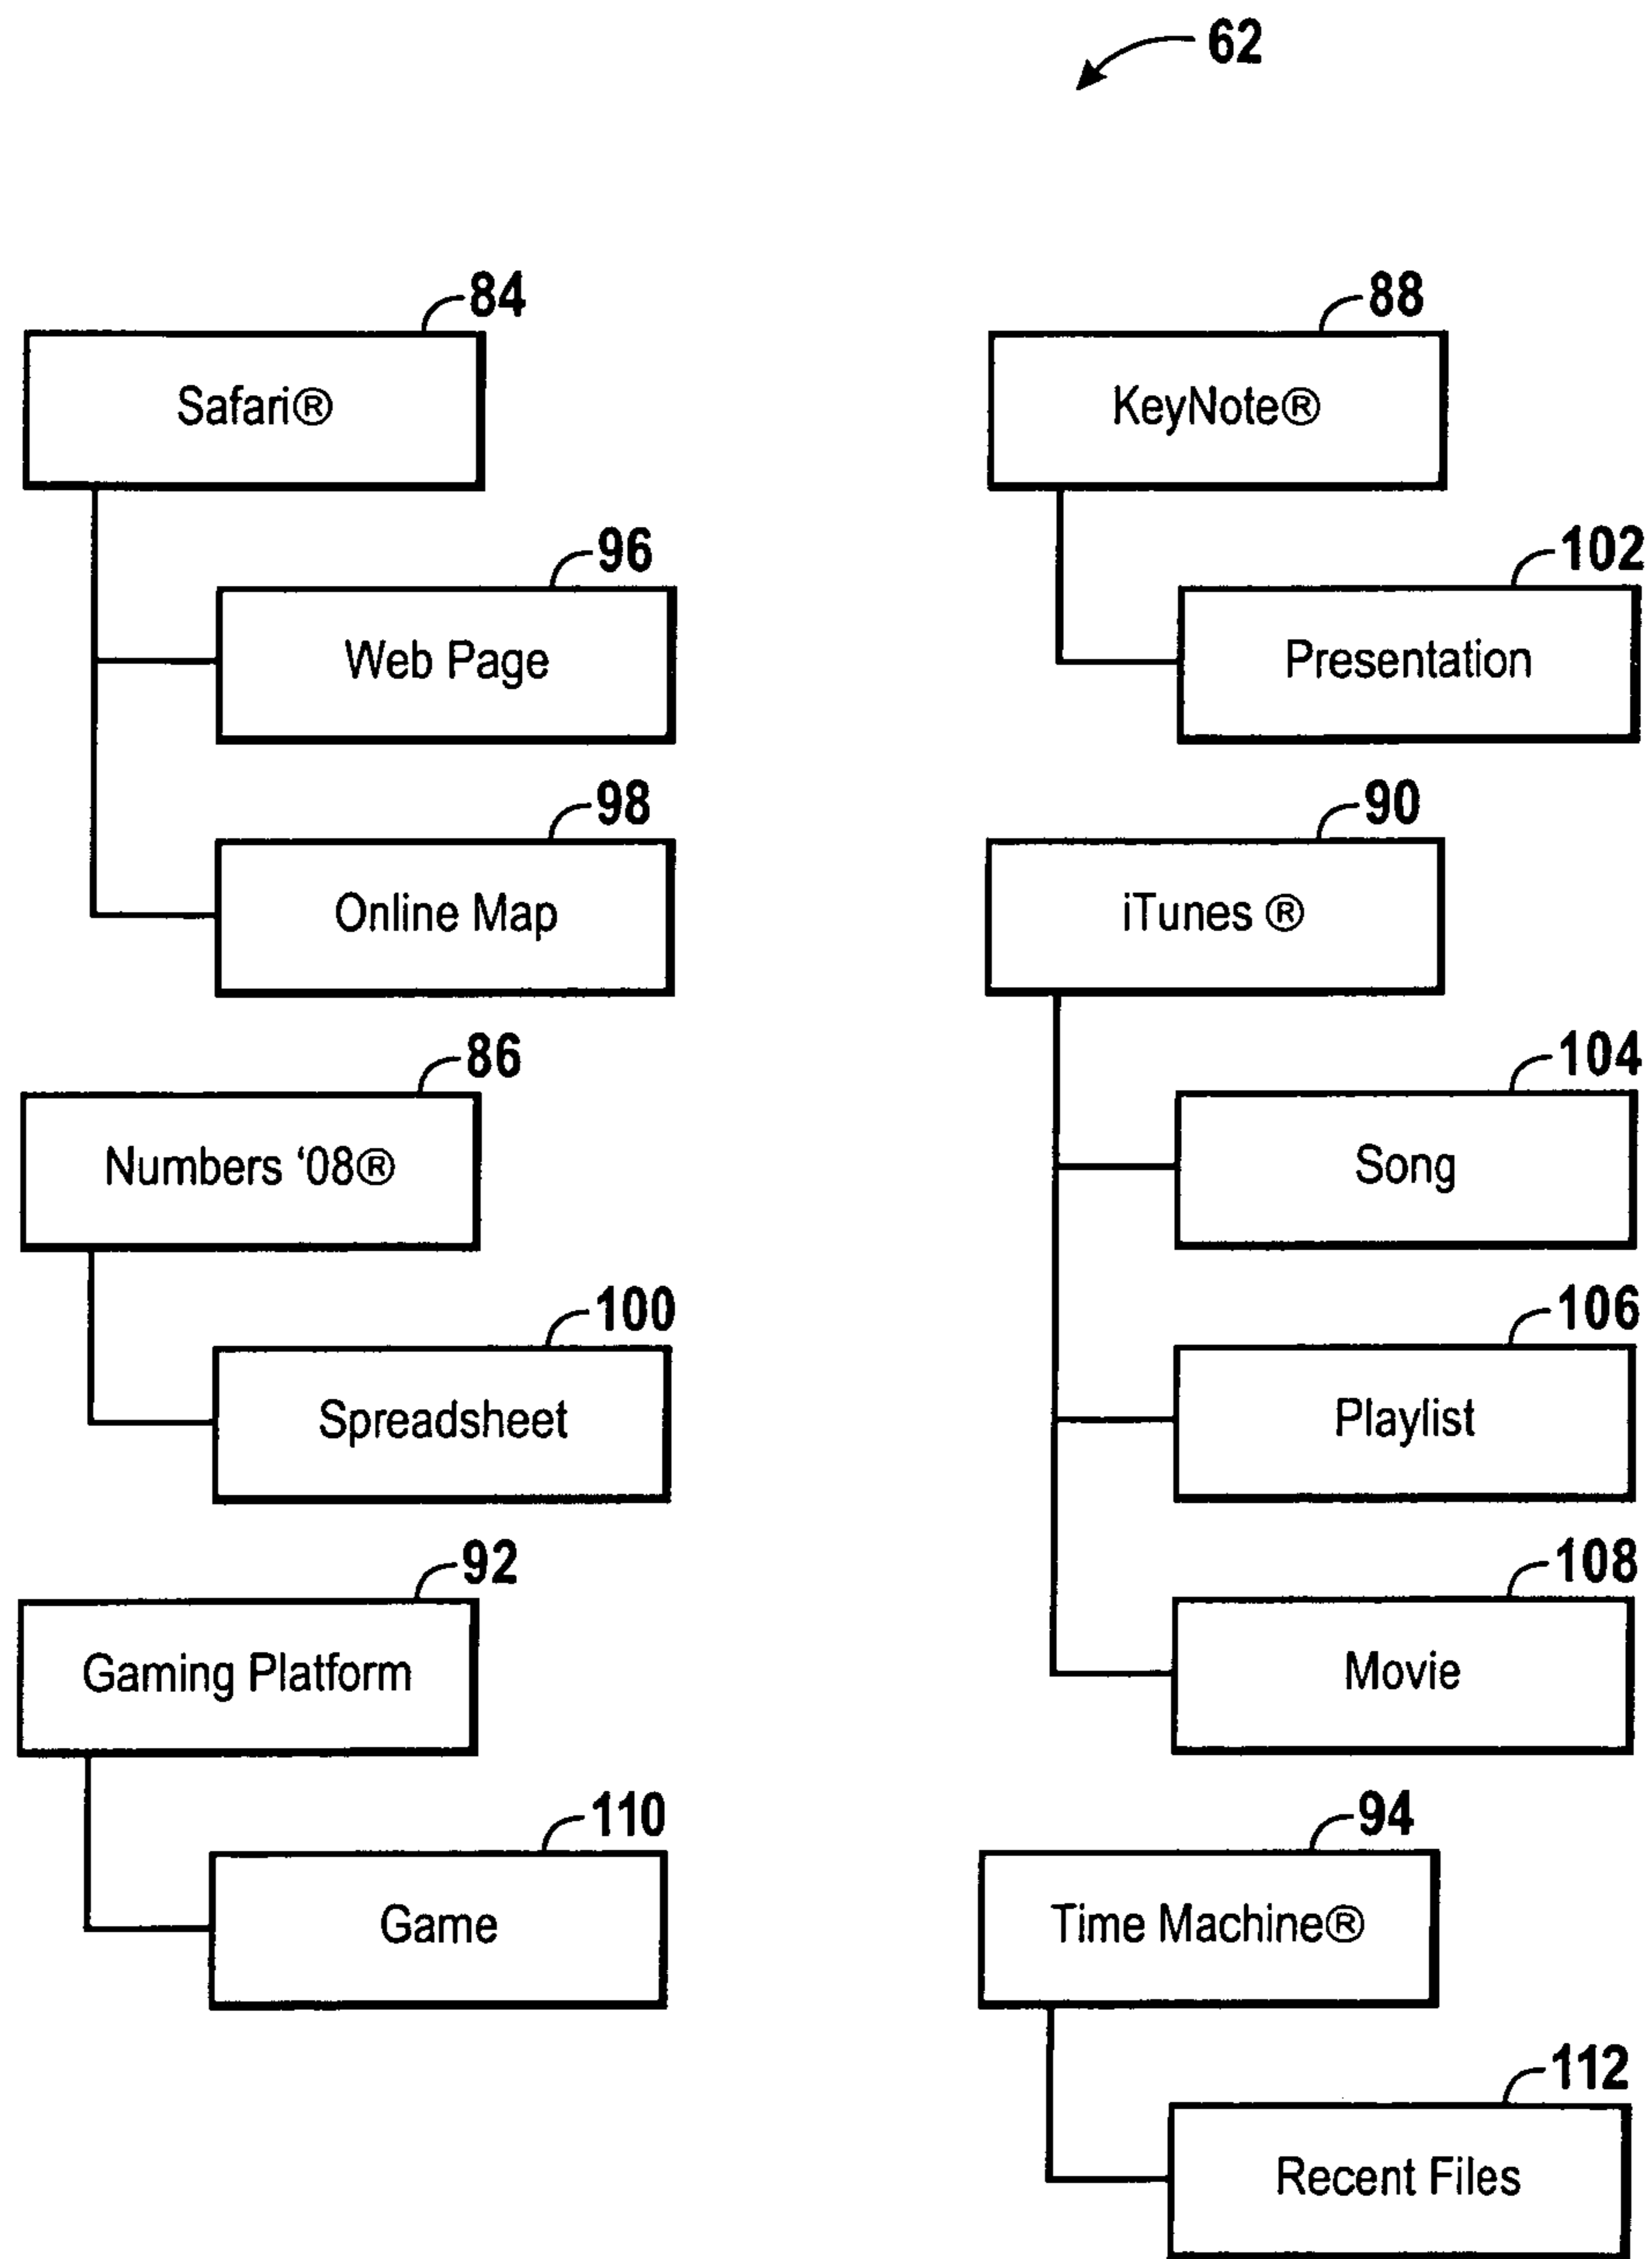 62
84
Safari®
96
Web Page
98
Online Map
86
Numbers ‘08®
100
Spreadsheet
92
Gaming Platform
110
Game
88
KeyNote®
102
Presentation
90
iTunes ®
104
Song
106
Playlist
108
Movie
94
Time Machine®
112
Recent Files